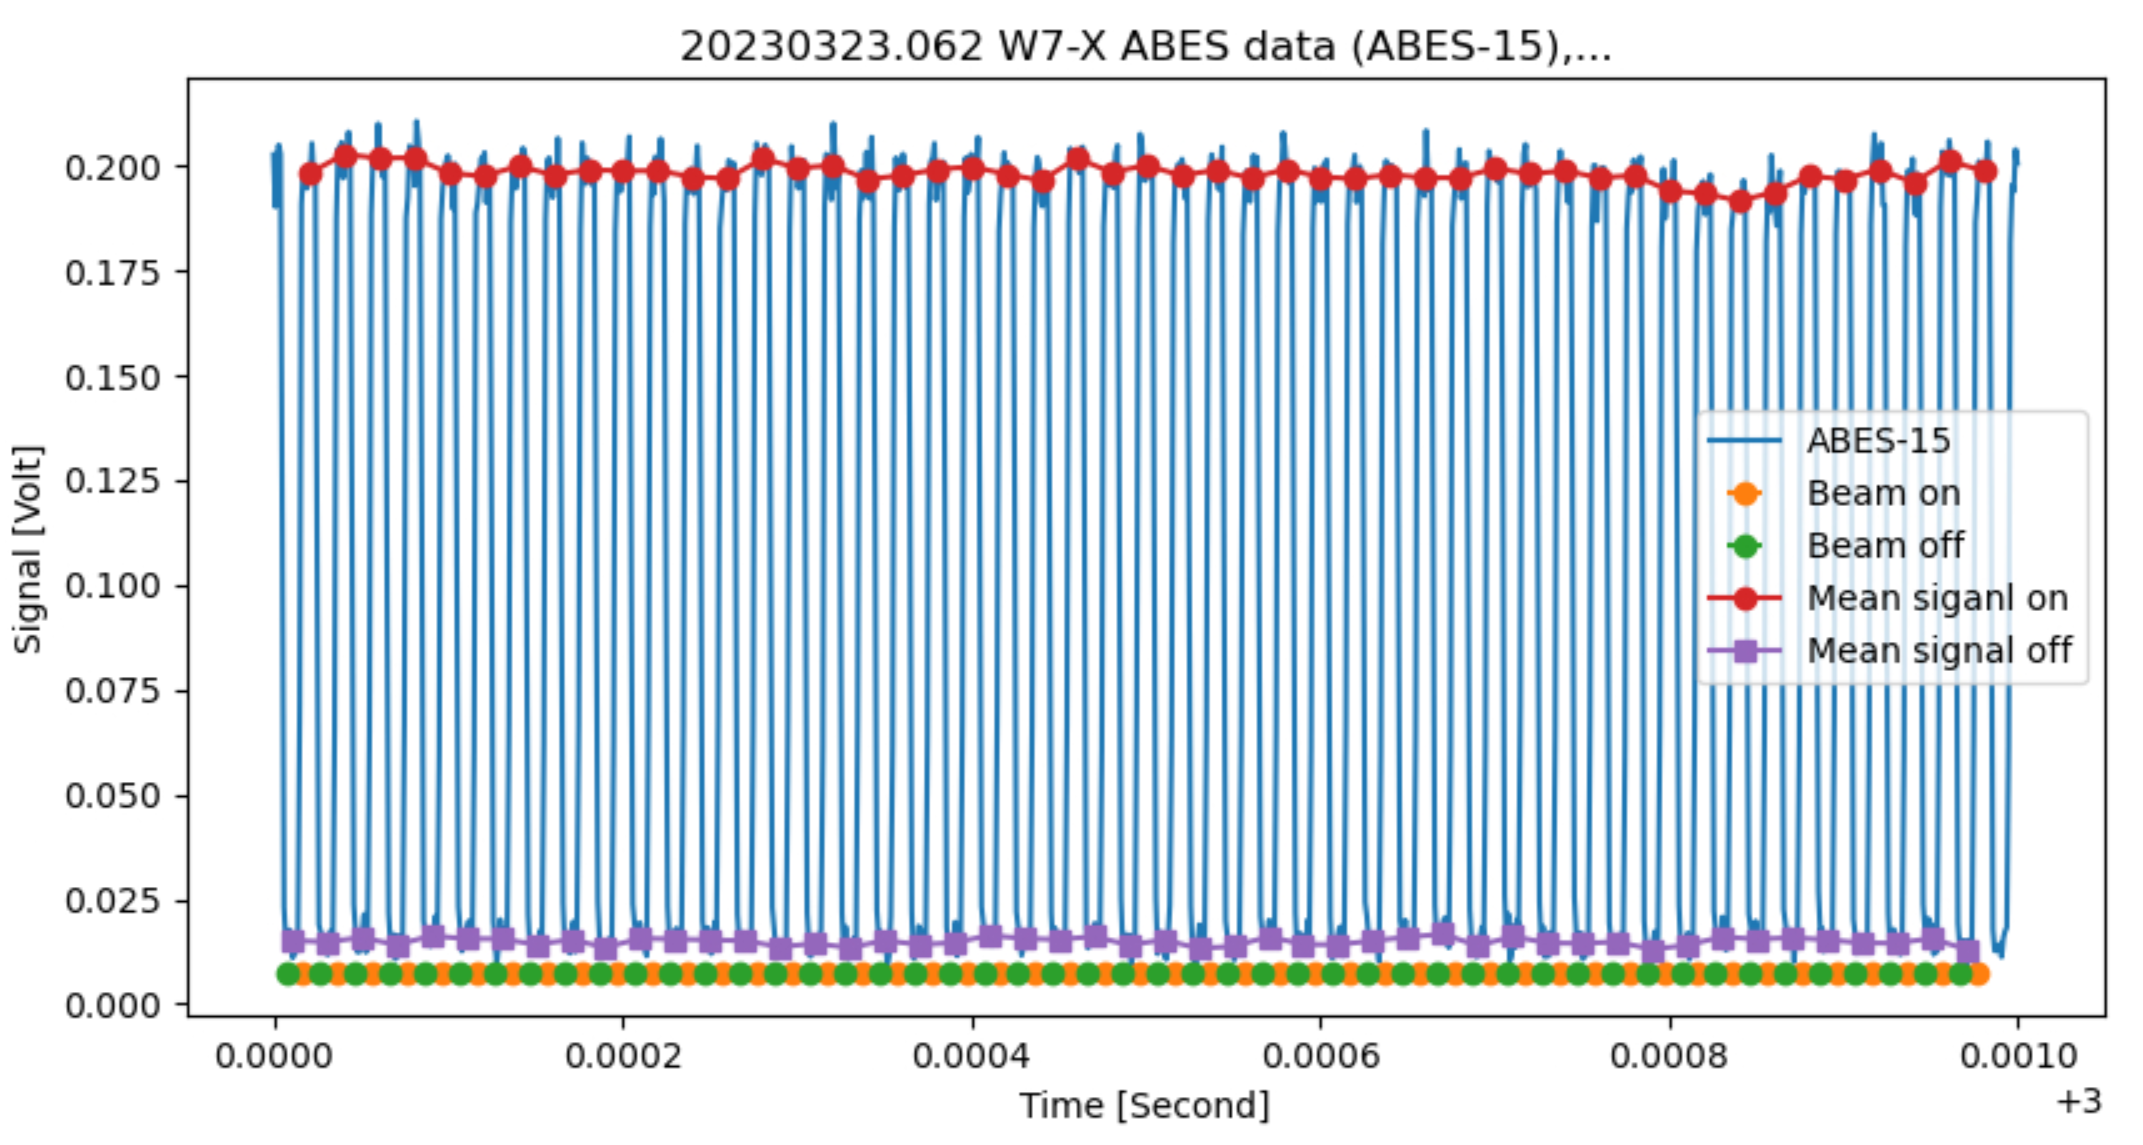 20230323.062 W7-X ABES data (ABES-15),...
Signal [Volt]
0.200
0.175
0.150
0.125
0.100
0.075
0.050
0.025
0.000
ABES-15
Beam on
Beam off
Mean siganl on
Mean signal off
0.0000 0.0002 0.0004 0.0006 0.0008 0.0010
+3
Time [Second]